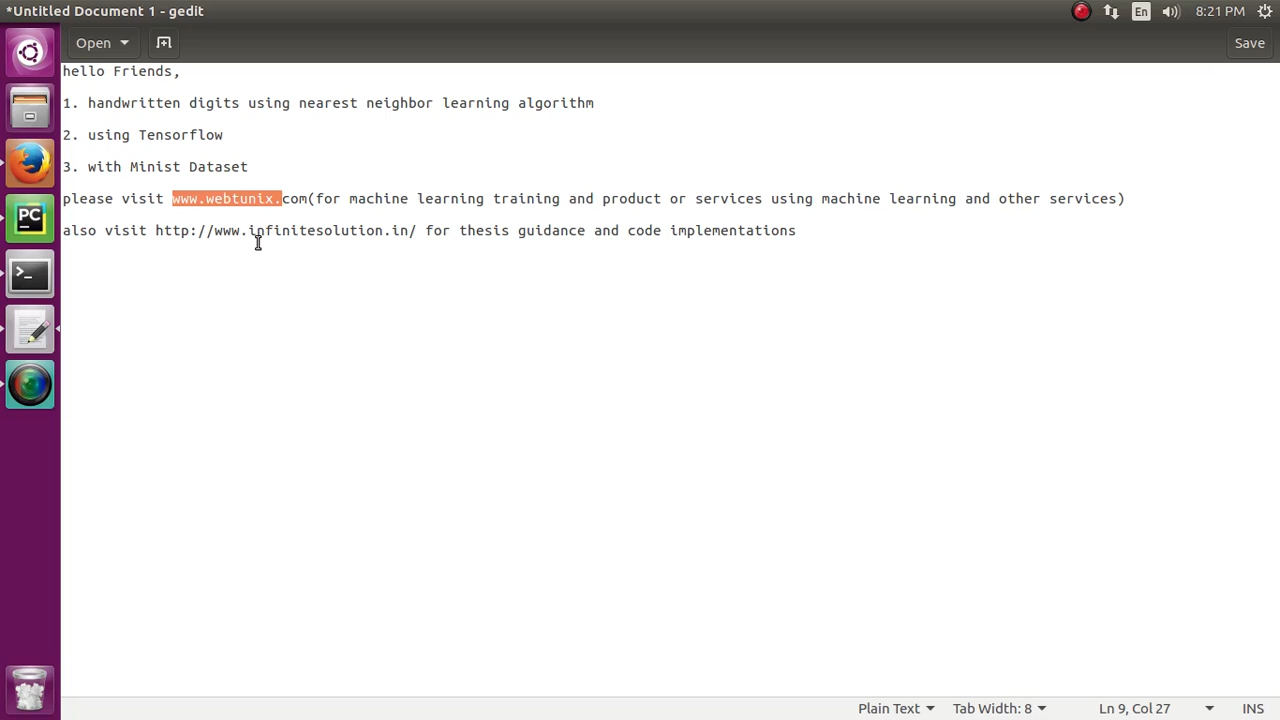 *Untitled Document 1 - gedit
En
8:21 PM
Open
Save
hello Friends,
1. handwritten digits using nearest neighbor learning algorithm
2. using Tensorflow
3. with Minist Dataset
please visit www.webtunix.com(for machine learning training and product or services using machine learning and other services)
also visit http://www.infinitesolution.in/ for thesis guidance and code implementations
PC
>_
Plain Text
Tab Width: 8
Ln 9, Col 27
INS